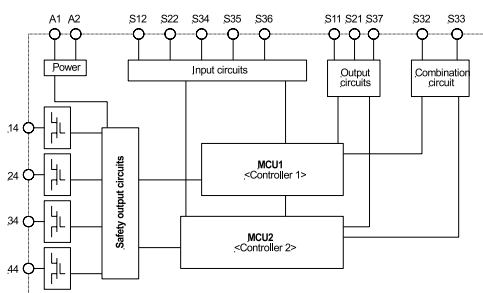 A1 A2 S12 S22 S34 S35 S36 S11 S21 S37 S32 S33
Power
Input circuits
Output
circuits
Combination
circuit
14
24
34
44
Safety output circuits
MCU1
<Controller 1>
MCU2
<Controller 2>